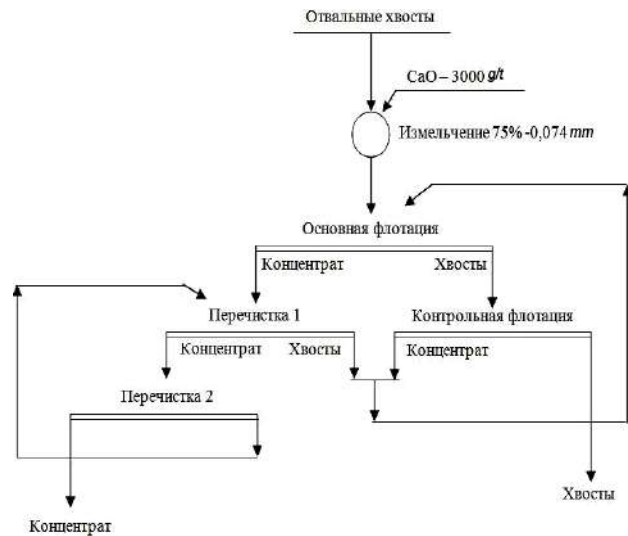 Отвальные хвосты
CaO – 3000 g/t
Измельчение 75% -0,074 mm
Основная флотация
Концентрат Хвосты
Перечистка 1 Контрольная флотация
Концентрат Хвосты Концентрат
Перечистка 2
Хвосты
Концентрат